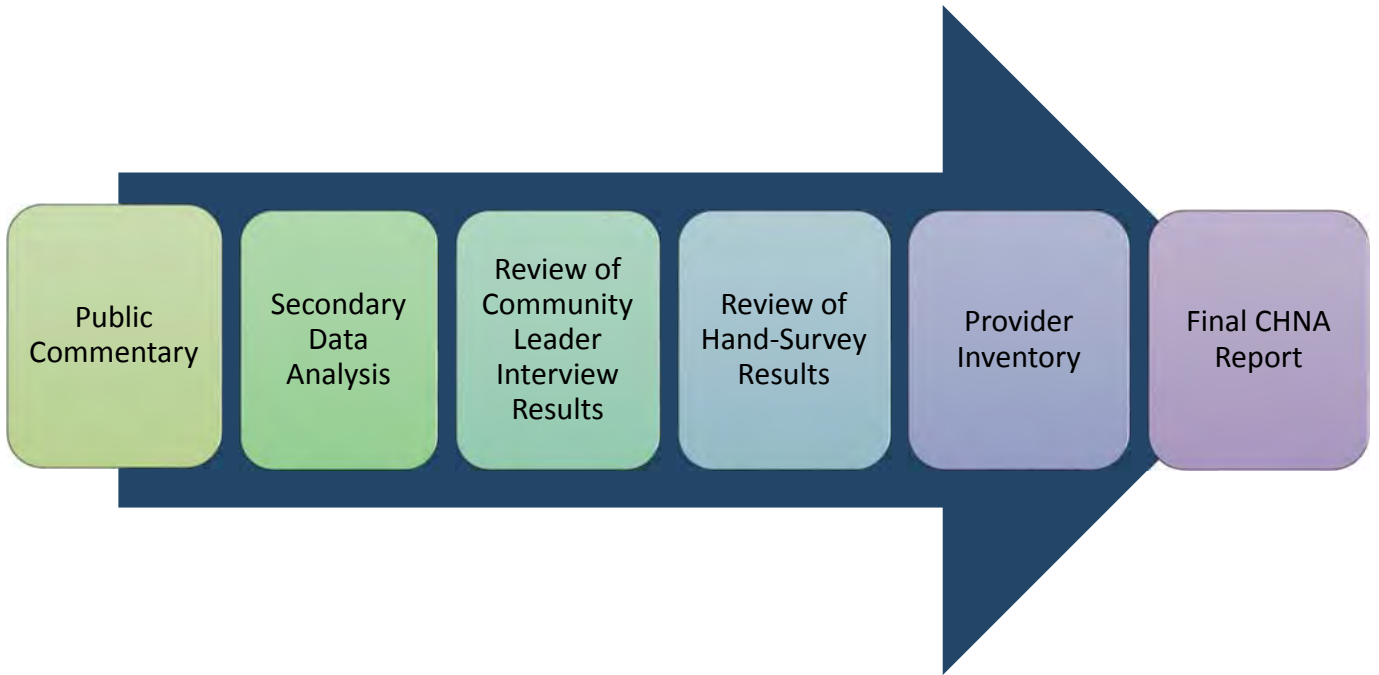 Public
Commentary
Secondary
Data
Analysis
Review of
Community
Leader
Interview
Results
Review of
Hand-Survey
Results
Provider
Inventory
Final CHNA
Report